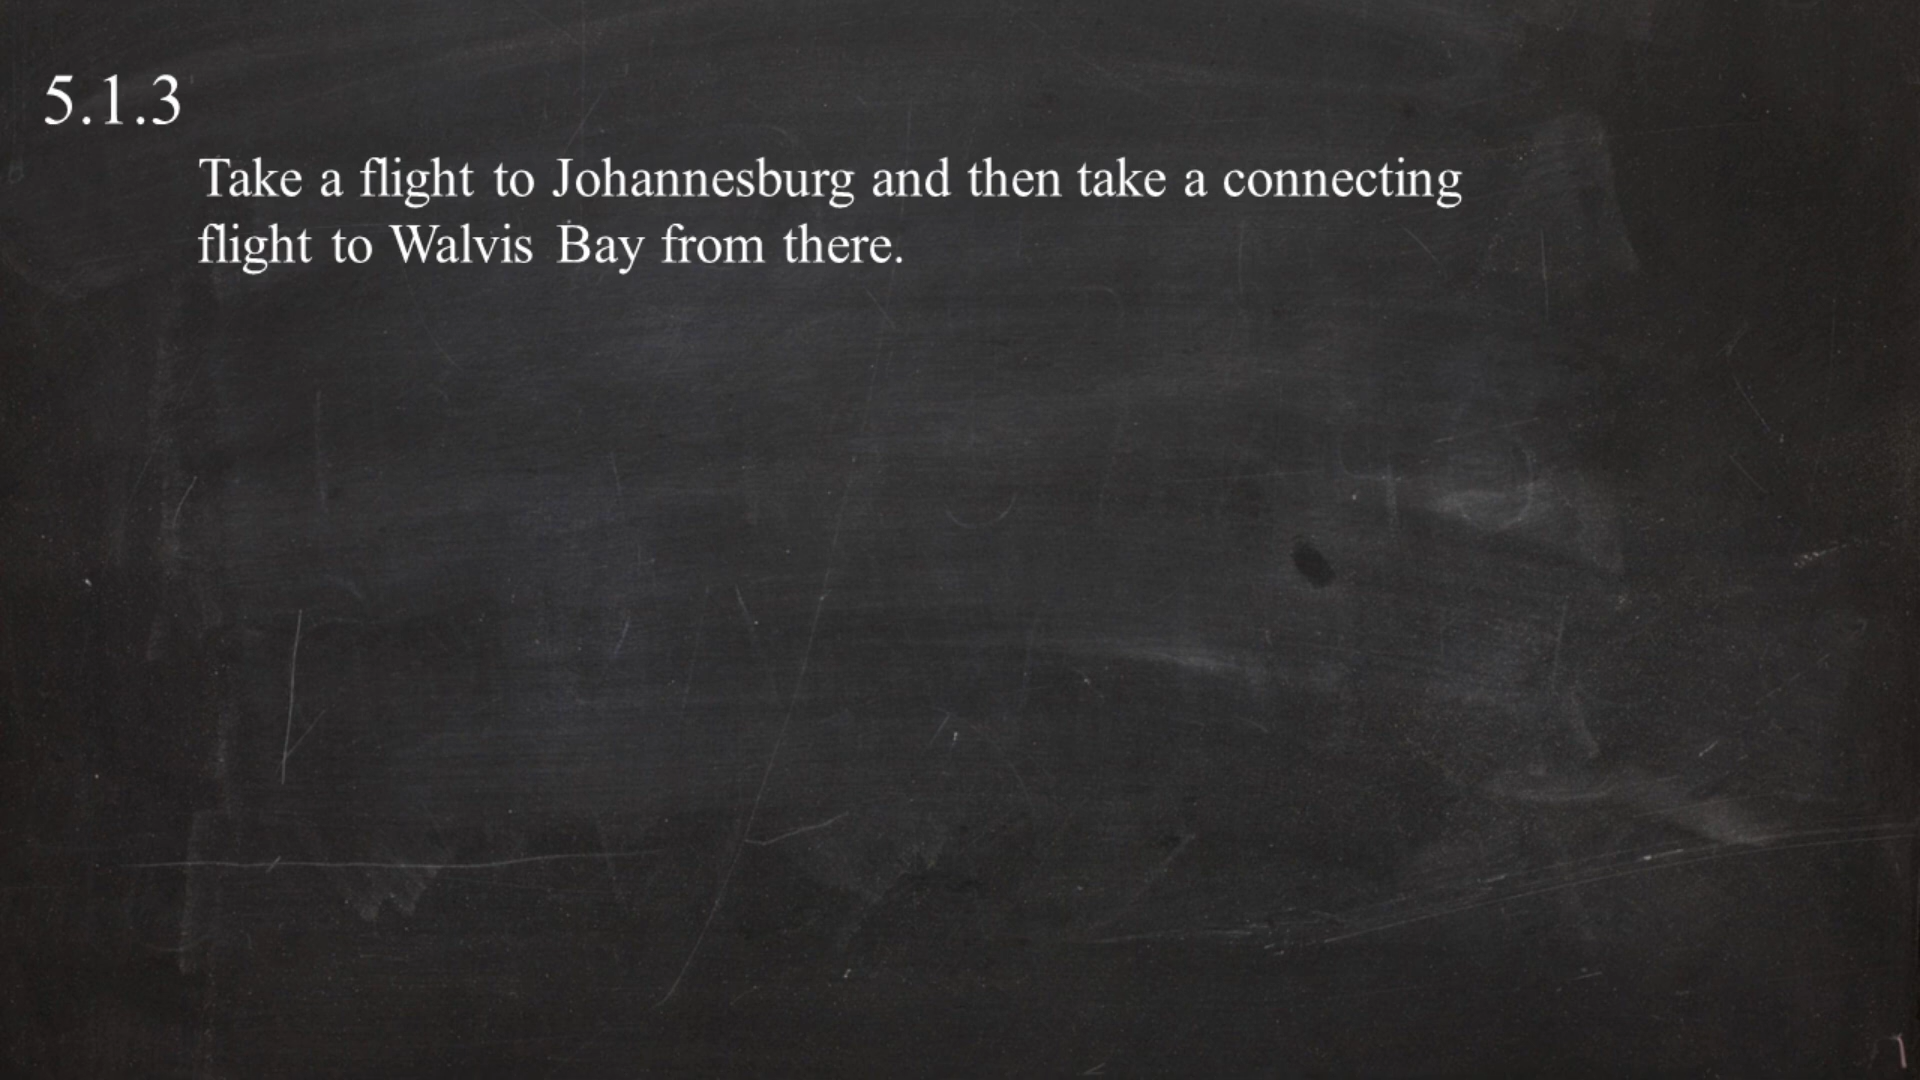 5.1.3
Take a flight to Johannesburg and then take a connecting
flight to Walvis Bay from there.